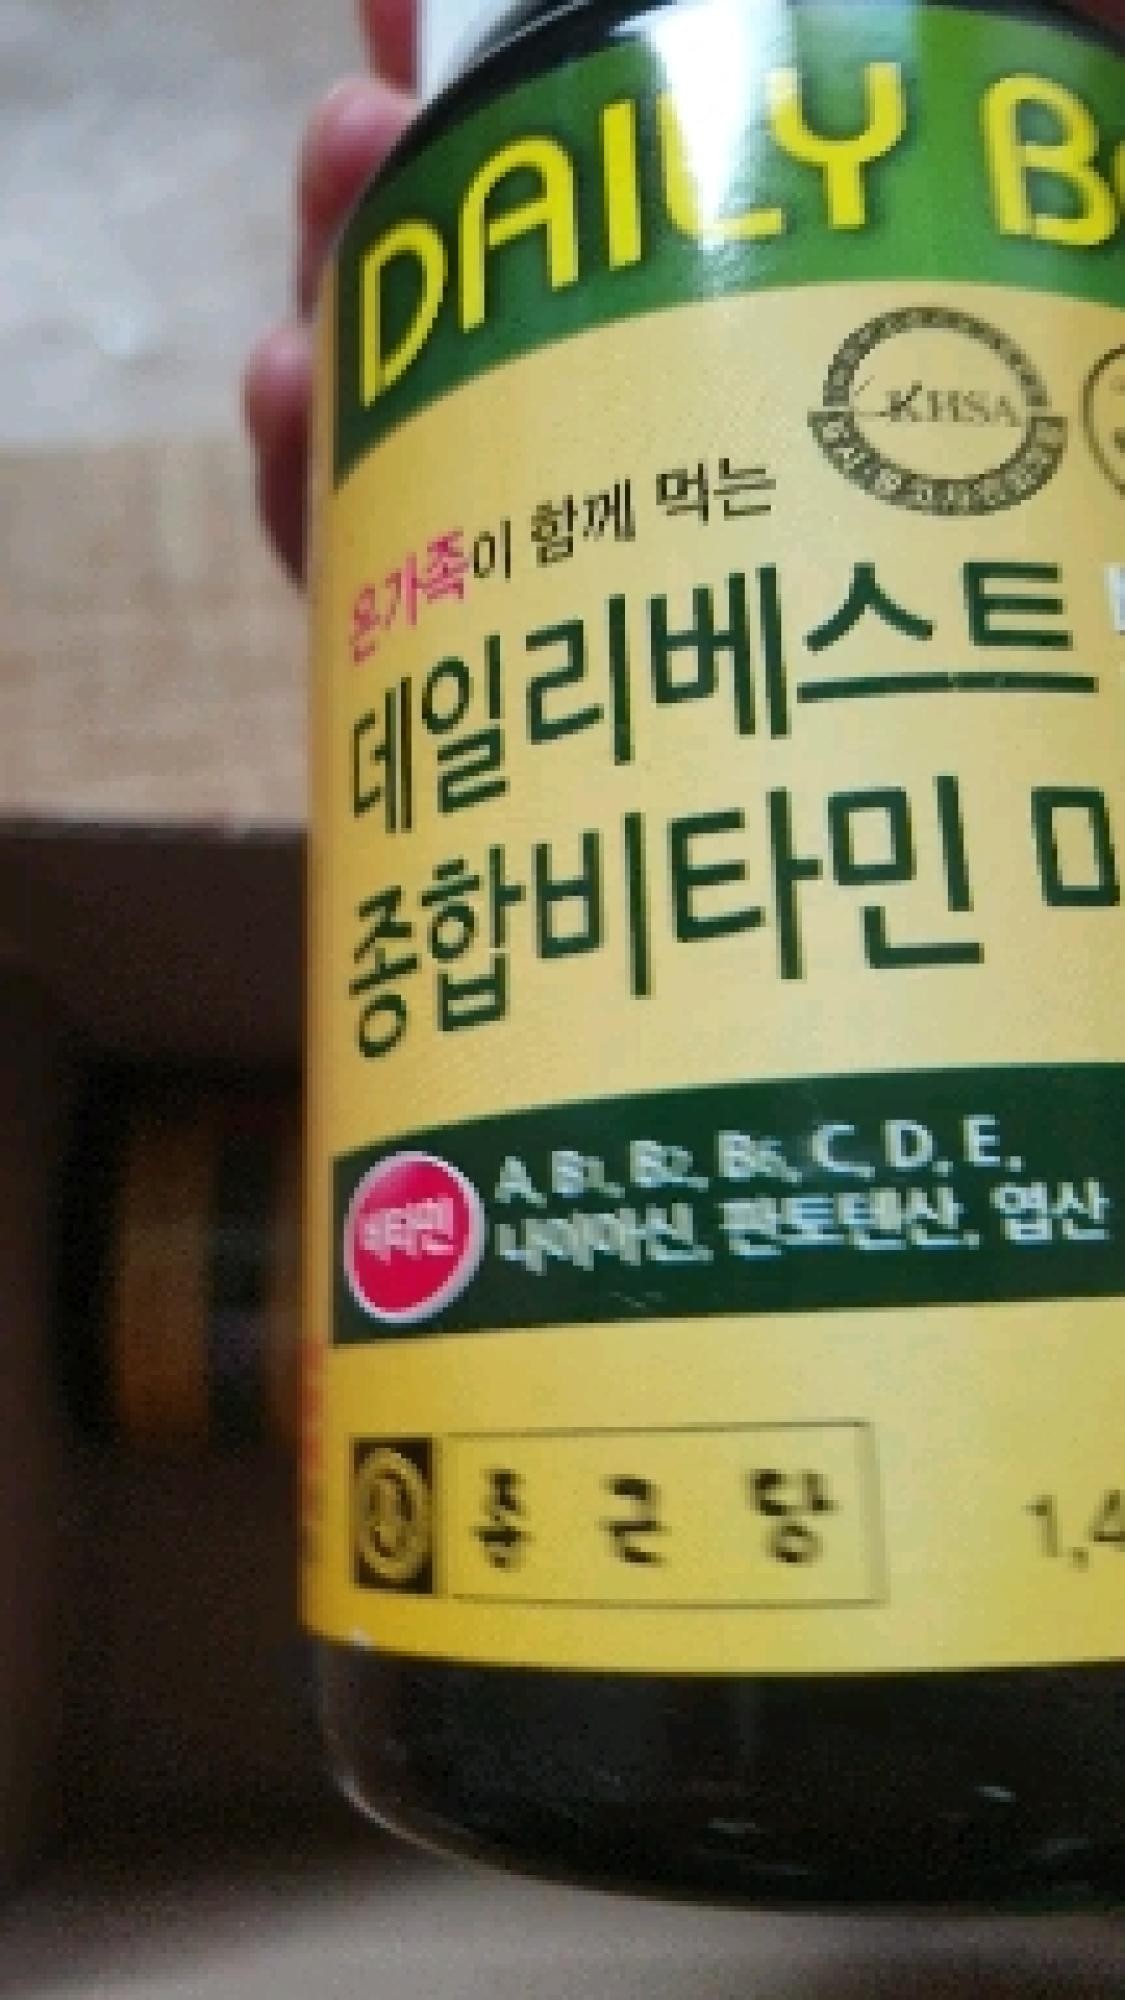 DAILY
KHSA
온가족이 함께 먹는
데일리베스트
종합비타민
비타민
A, B1, B2, B6, C, D, E,
나이아신, 판토텐산, 엽산
종근당